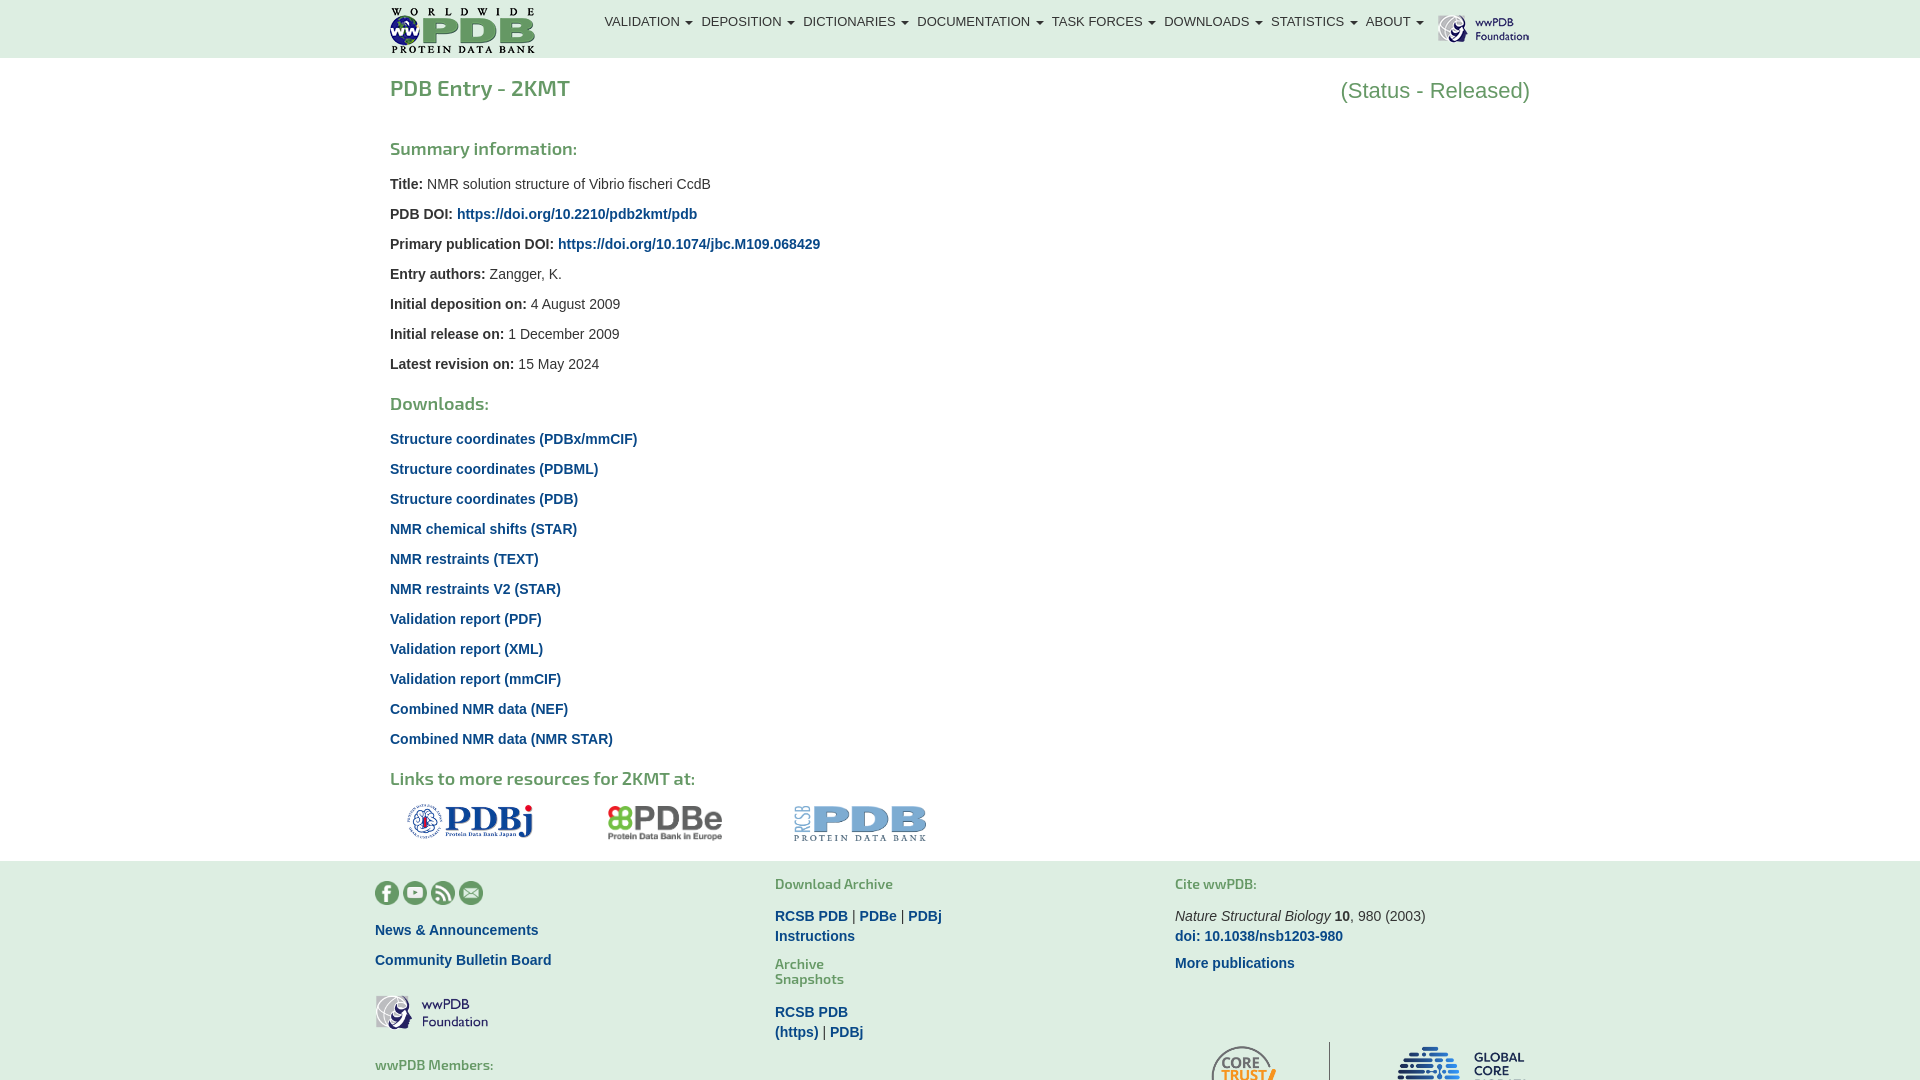 WORLDWIDE
PDB
PROTEIN DATA BANK
VALIDATION DEPOSITION DICTIONARIES DOCUMENTATION TASK FORCES DOWNLOADS STATISTICS ABOUT
wwPDB
Foundation
PDB Entry - 2KMT
(Status - Released)
Summary information:
Title: NMR solution structure of Vibrio fischeri CcdB
PDB DOI: https://doi.org/10.2210/pdb2kmt/pdb
Primary publication DOI: https://doi.org/10.1074/jbc.M109.068429
Entry authors: Zangger, K.
Initial deposition on: 4 August 2009
Initial release on: 1 December 2009
Latest revision on: 15 May 2024
Downloads:
Structure coordinates (PDBx/mmCIF)
Structure coordinates (PDBML)
Structure coordinates (PDB)
NMR chemical shifts (STAR)
NMR restraints (TEXT)
NMR restraints V2 (STAR)
Validation report (PDF)
Validation report (XML)
Validation report (mmCIF)
Combined NMR data (NEF)
Combined NMR data (NMR STAR)
Links to more resources for 2KMT at:
PDBj
Protein Data Bank Japan
PDBe
Protein Data Bank in Europe
RCSB PDB
PROTEIN DATA BANK
News & Announcements
Community Bulletin Board
wwPDB
Foundation
wwPDB Members:
Download Archive
RCSB PDB | PDBe | PDBj
Instructions
Archive
Snapshots
RCSB PDB
(https) | PDBj
Cite wwPDB:
Nature Structural Biology 10, 980 (2003)
doi: 10.1038/nsb1203-980
More publications
CORE
TRUST
GLOBAL
CORE